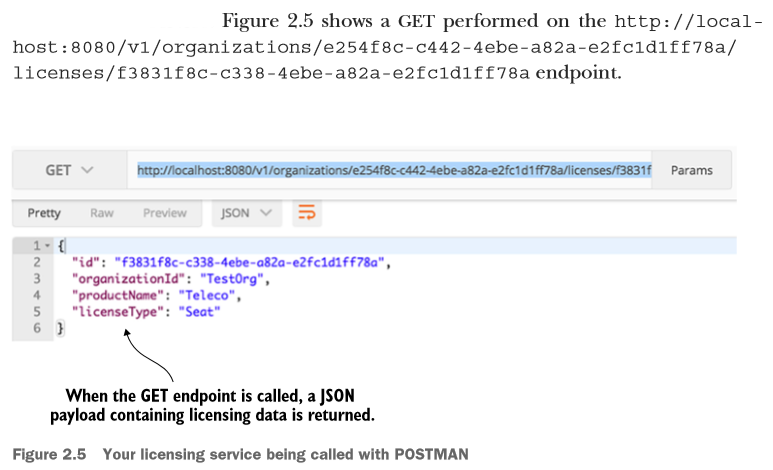 Figure 2.5 shows a GET performed on the http://local-
host:8080/v1/organizations/e254f8c-c442-4ebe-a82a-e2fc1d1ff78a/
licenses/f3831f8c-c338-4ebe-a82a-e2fc1d1ff78a endpoint.
GET http://localhost:8080/v1/organizations/e254f8c-c442-4ebe-a82a-e2fc1d1ff78a/licenses/f3831f Params
Pretty Raw Preview JSON
1 {
2 "id": "f3831f8c-c338-4ebe-a82a-e2fc1d1ff78a",
3 "organizationId": "TestOrg",
4 "productName": "Teleco",
5 "licenseType": "Seat"
6 }
When the GET endpoint is called, a JSON
payload containing licensing data is returned.
Figure 2.5 Your licensing service being called with POSTMAN